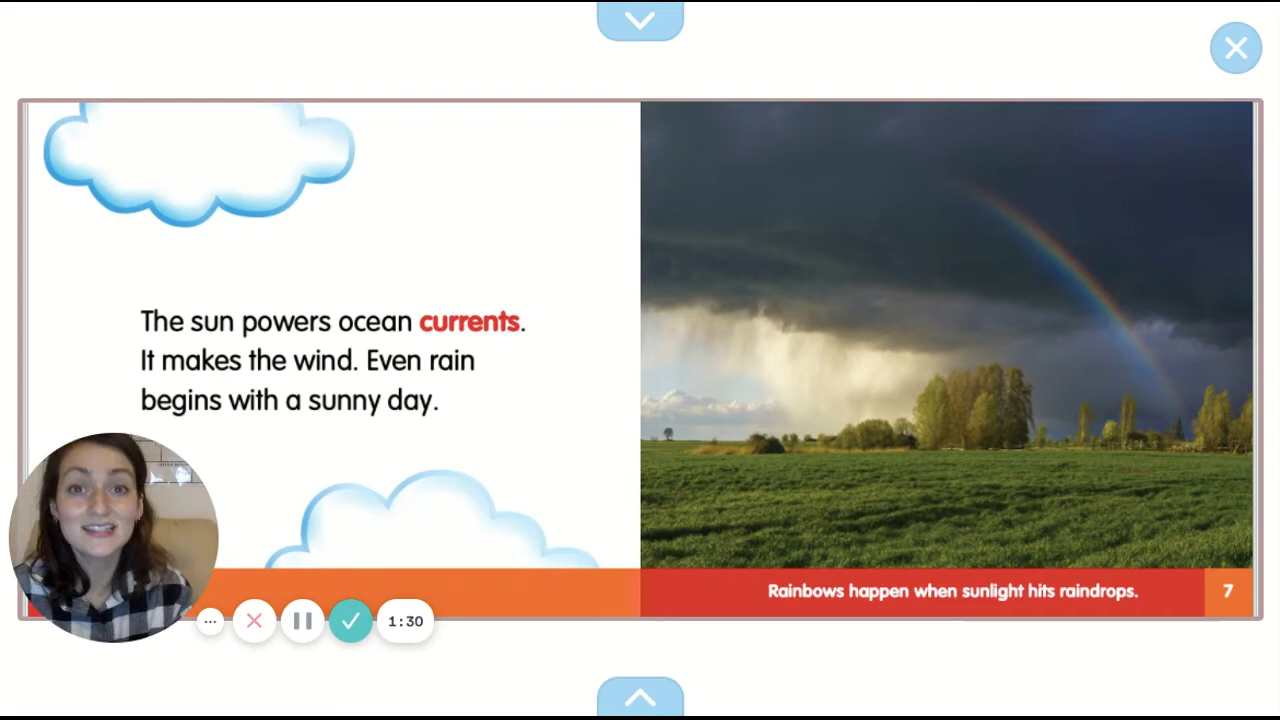 The sun powers ocean currents.
It makes the wind. Even rain
begins with a sunny day.
Rainbows happen when sunlight hits raindrops.
7
1:30